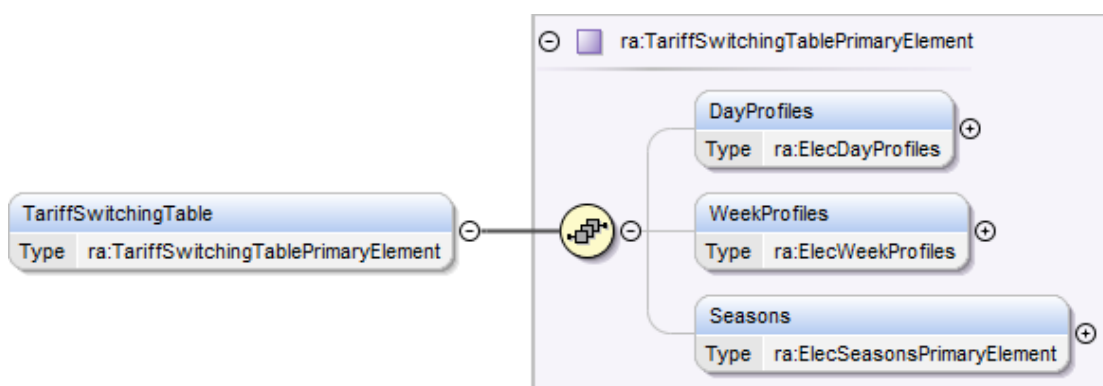 ra:TariffSwitchingTablePrimaryElement
DayProfiles
Type ra:ElecDayProfiles
TariffSwitchingTable
Type ra:TariffSwitchingTablePrimaryElement
WeekProfiles
Type ra:ElecWeekProfiles
Seasons
Type ra:ElecSeasonsPrimaryElement